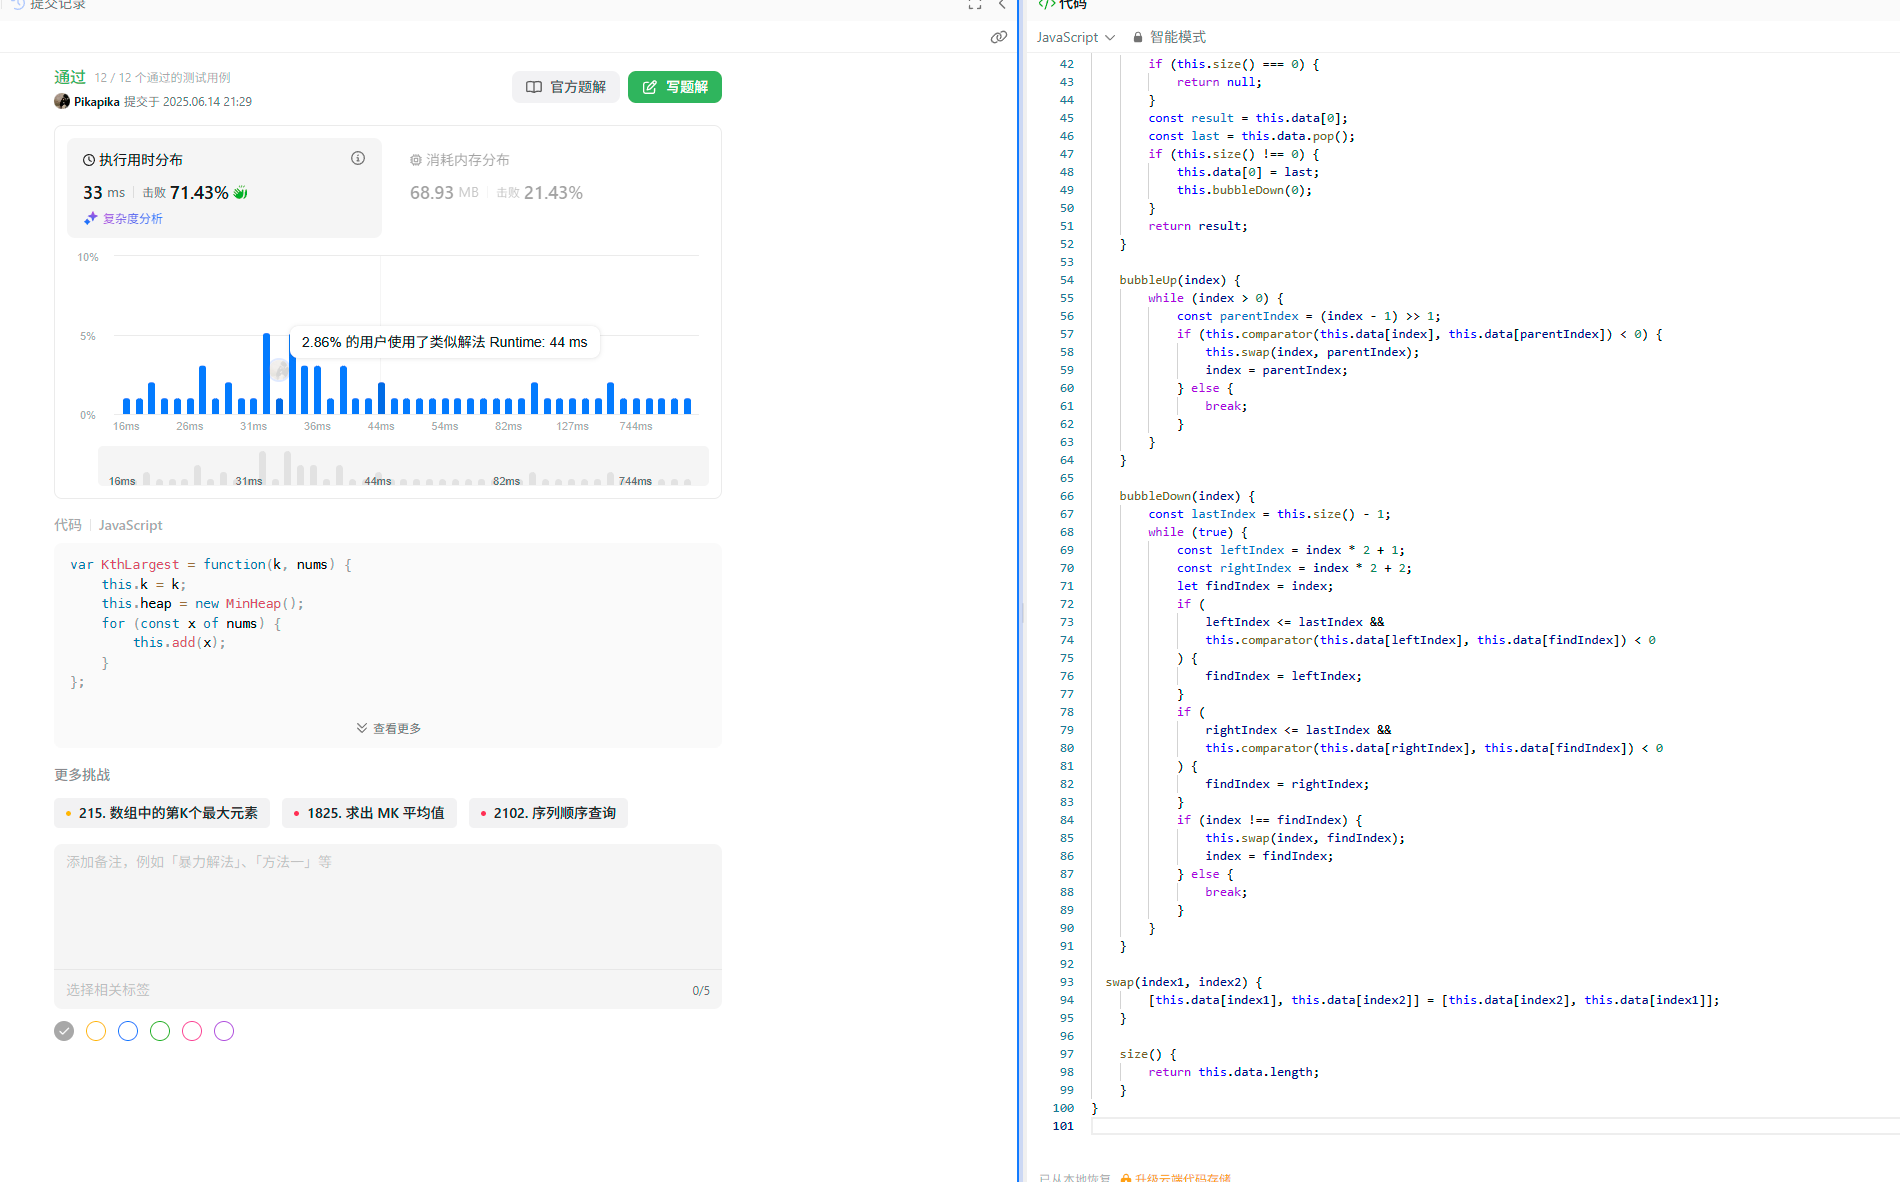 提交记录
通过 12 / 12 个通过的测试用例
Pikapika 提交于 2025.06.14 21:29
官方题解
写题解
执行用时分布
33 ms 击败 71.43%
复杂度分析
消耗内存分布
68.93 MB 击败 21.43%
10%
5%
0%
2.86% 的用户使用了类似解法 Runtime: 44 ms
16ms 26ms 31ms 36ms 44ms 54ms 82ms 127ms 744ms
16ms 31ms 44ms 82ms 744ms
代码 JavaScript
var KthLargest = function(k, nums) {
    this.k = k;
    this.heap = new MinHeap();
    for (const x of nums) {
        this.add(x);
    }
};
查看更多
更多挑战
215. 数组中的第K个最大元素
1825. 求出 MK 平均值
2102. 序列顺序查询
添加备注，例如「暴力解法」、「方法一」等
选择相关标签 0/5
</> 代码
JavaScript 智能模式
42         if (this.size() === 0) {
43             return null;
44         }
45         const result = this.data[0];
46         const last = this.data.pop();
47         if (this.size() !== 0) {
48             this.data[0] = last;
49             this.bubbleDown(0);
50         }
51         return result;
52     }
53
54     bubbleUp(index) {
55         while (index > 0) {
56             const parentIndex = (index - 1) >> 1;
57             if (this.comparator(this.data[index], this.data[parentIndex]) < 0) {
58                 this.swap(index, parentIndex);
59                 index = parentIndex;
60             } else {
61                 break;
62             }
63         }
64     }
65
66     bubbleDown(index) {
67         const lastIndex = this.size() - 1;
68         while (true) {
69             const leftIndex = index * 2 + 1;
70             const rightIndex = index * 2 + 2;
71             let findIndex = index;
72             if (
73                 leftIndex <= lastIndex &&
74                 this.comparator(this.data[leftIndex], this.data[findIndex]) < 0
75             ) {
76                 findIndex = leftIndex;
77             }
78             if (
79                 rightIndex <= lastIndex &&
80                 this.comparator(this.data[rightIndex], this.data[findIndex]) < 0
81             ) {
82                 findIndex = rightIndex;
83             }
84             if (index !== findIndex) {
85                 this.swap(index, findIndex);
86                 index = findIndex;
87             } else {
88                 break;
89             }
90         }
91     }
92
93   swap(index1, index2) {
94         [this.data[index1], this.data[index2]] = [this.data[index2], this.data[index1]];
95     }
96
97     size() {
98         return this.data.length;
99     }
100 }
101
已从本地恢复 升级云端代码存储